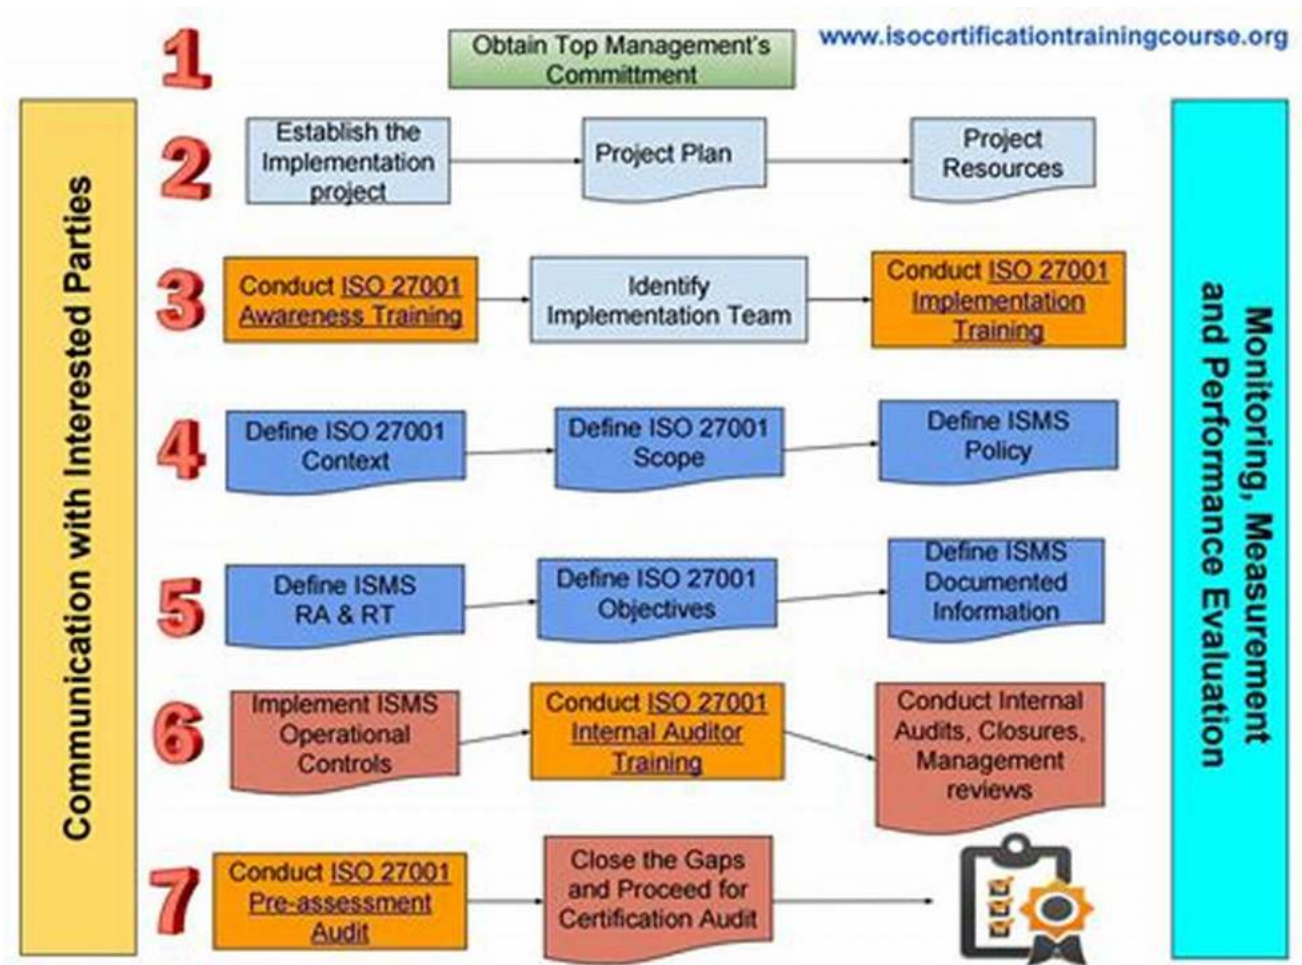 1
Obtain Top Management's
Committment
www.isocertificationtrainingcourse.org
Communication with Interested Parties
2
Establish the
Implementation
project
Project Plan
Project
Resources
3
Conduct ISO 27001
Awareness Training
Identify
Implementation Team
Conduct ISO 27001
Implementation
Training
4
Define ISO 27001
Context
Define ISO 27001
Scope
Define ISMS
Policy
5
Define ISMS
RA & RT
Define ISO 27001
Objectives
Define ISMS
Documented
Information
6
Implement ISMS
Operational
Controls
Conduct ISO 27001
Internal Auditor
Training
Conduct Internal
Audits, Closures,
Management
reviews
7
Conduct ISO 27001
Pre-assessment
Audit
Close the Gaps
and Proceed for
Certification Audit
Monitoring, Measurement
and Performance Evaluation